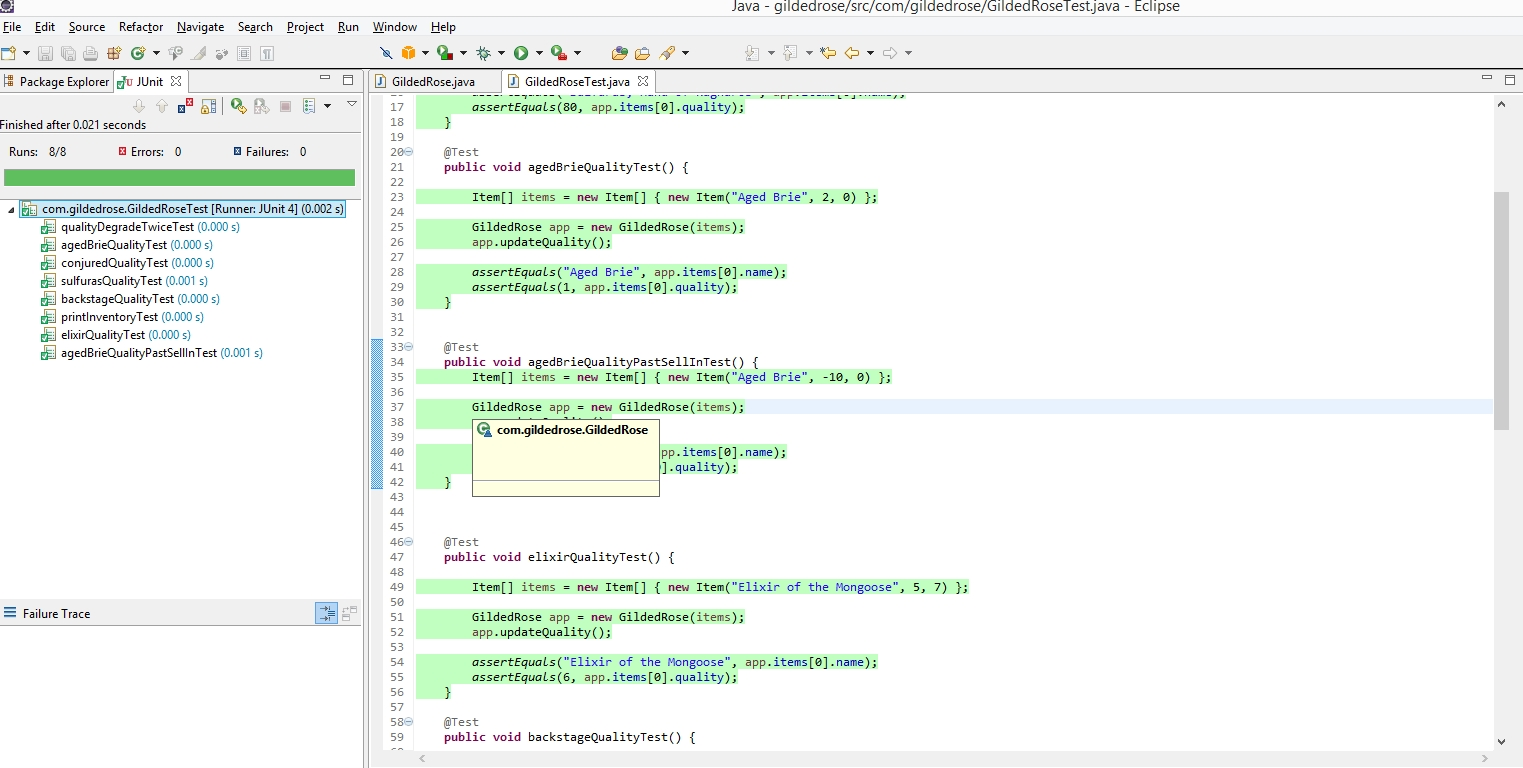 Java - gildedrose/src/com/gildedrose/GildedRoseTest.java - Eclipse
File Edit Source Refactor Navigate Search Project Run Window Help
Package Explorer JUnit
Finished after 0.021 seconds
Runs: 8/8 Errors: 0 Failures: 0
com.gildedrose.GildedRoseTest [Runner: JUnit 4] (0.002 s)
qualityDegradeTwiceTest (0.000 s)
agedBrieQualityTest (0.000 s)
conjuredQualityTest (0.000 s)
sulfurasQualityTest (0.001 s)
backstageQualityTest (0.000 s)
printInventoryTest (0.000 s)
elixirQualityTest (0.000 s)
agedBrieQualityPastSellInTest (0.001 s)
Failure Trace
GildedRose.java GildedRoseTest.java
17 assertEquals(80, app.items[0].quality);
18 }
19
20 @Test
21 public void agedBrieQualityTest() {
22
23 Item[] items = new Item[] { new Item("Aged Brie", 2, 0) };
24
25 GildedRose app = new GildedRose(items);
26 app.updateQuality();
27
28 assertEquals("Aged Brie", app.items[0].name);
29 assertEquals(1, app.items[0].quality);
30 }
31
32
33 @Test
34 public void agedBrieQualityPastSellInTest() {
35 Item[] items = new Item[] { new Item("Aged Brie", -10, 0) };
36
37 GildedRose app = new GildedRose(items);
38
com.gildedrose.GildedRose
39
40 pp.items[0].name);
41 ].quality);
42 }
43
44
45
46 @Test
47 public void elixirQualityTest() {
48
49 Item[] items = new Item[] { new Item("Elixir of the Mongoose", 5, 7) };
50
51 GildedRose app = new GildedRose(items);
52 app.updateQuality();
53
54 assertEquals("Elixir of the Mongoose", app.items[0].name);
55 assertEquals(6, app.items[0].quality);
56 }
57
58 @Test
59 public void backstageQualityTest() {